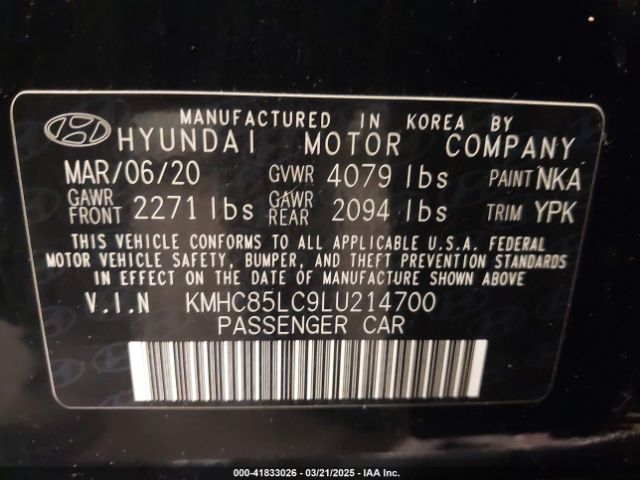 MANUFACTURED IN KOREA BY
HYUNDAI MOTOR COMPANY
MAR/06/20 GVWR 4079 lbs PAINT NKA
GAWR FRONT 2271 lbs GAWR REAR 2094 lbs TRIM YPK
THIS VEHICLE CONFORMS TO ALL APPLICABLE U.S.A. FEDERAL
MOTOR VEHICLE SAFETY, BUMPER, AND THEFT PREVENTION STANDARDS
IN EFFECT ON THE DATE OF MANUFACTURE SHOWN ABOVE.
V.I.N KMHC85LC9LU214700
PASSENGER CAR
000-41833026 - 03/21/2025 - IAA Inc.